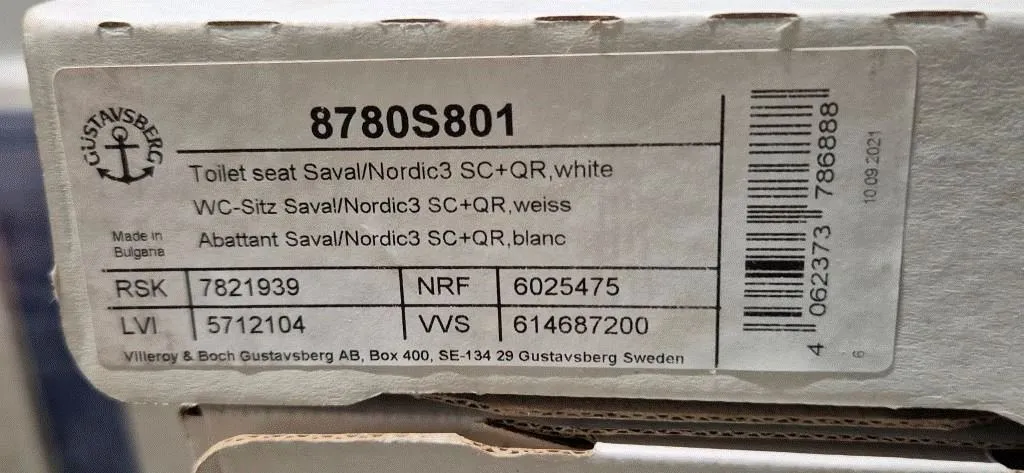 GUSTAVSBERG
8780S801
Toilet seat Saval/Nordic3 SC+QR,white
WC-Sitz Saval/Nordic3 SC+QR,weiss
Abattant Saval/Nordic3 SC+QR,blanc
Made in
Bulgaria
RSK 7821939 NRF 6025475
LVI 5712104 VVS 614687200
Villeroy & Boch Gustavsberg AB, Box 400, SE-134 29 Gustavsberg Sweden
4 062373 786888
10.09.2021
6